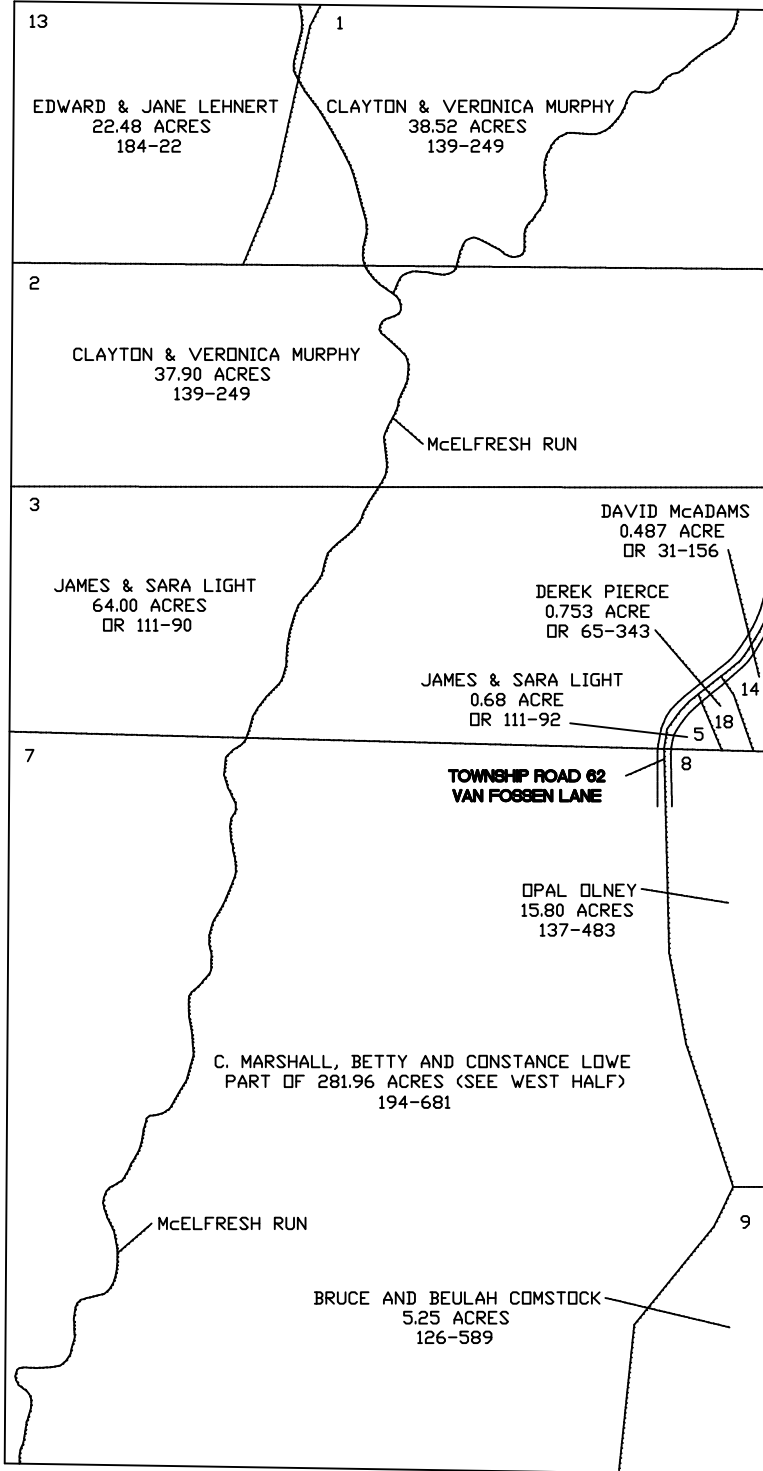 13
1
EDWARD & JANE LEHNERT
22.48 ACRES
184-22
CLAYTON & VERONICA MURPHY
38.52 ACRES
139-249
2
CLAYTON & VERONICA MURPHY
37.90 ACRES
139-249
McELFRESH RUN
3
DAVID McADAMS
0.487 ACRE
OR 31-156
JAMES & SARA LIGHT
64.00 ACRES
OR 111-90
DEREK PIERCE
0.753 ACRE
OR 65-343
JAMES & SARA LIGHT
0.68 ACRE
OR 111-92
14
18
5
7
8
TOWNSHIP ROAD 62
VAN FOSSEN LANE
OPAL OLNEY
15.80 ACRES
137-483
C. MARSHALL, BETTY AND CONSTANCE LOWE
PART OF 281.96 ACRES (SEE WEST HALF)
194-681
McELFRESH RUN
9
BRUCE AND BEULAH COMSTOCK
5.25 ACRES
126-589